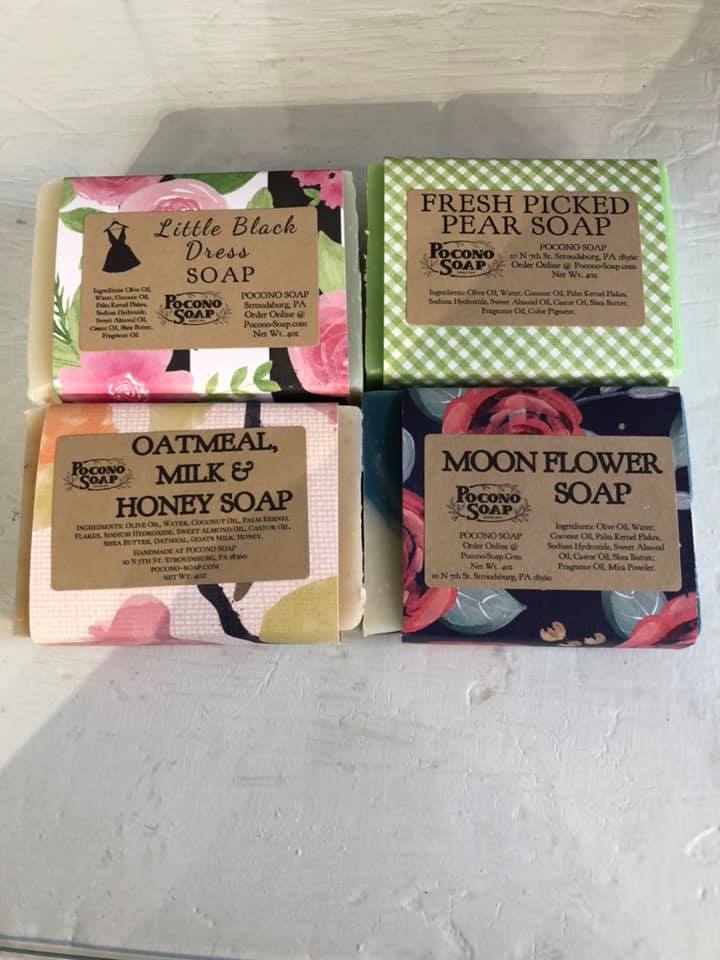 Little Black
Dress
SOAP
Ingredients: Olive Oil,
Water, Coconut Oil,
Palm Kernel Flakes,
Sodium Hydroxide,
Sweet Almond Oil,
Castor Oil, Shea Butter,
Fragrance Oil.
POCONO
SOAP
POCONO SOAP
Stroudsburg, PA
Order Online @
Pocono-Soap.com
Net Wt. 4oz
FRESH PICKED
PEAR SOAP
POCONO
SOAP
POCONO SOAP
10 N 7th St. Stroudsburg, PA 18360
Order Online @ Pocono-Soap.com
Net Wt. 4oz
Ingredients: Olive Oil, Water, Coconut Oil, Palm Kernel Flakes,
Sodium Hydroxide, Sweet Almond Oil, Castor Oil, Shea Butter,
Fragrance Oil, Color Pigment.
POCONO
SOAP
OATMEAL,
MILK &
HONEY SOAP
INGREDIENTS: OLIVE OIL, WATER, COCONUT OIL, PALM KERNEL
FLAKES, SODIUM HYDROXIDE, SWEET ALMOND OIL, CASTOR OIL,
SHEA BUTTER, OATMEAL, GOATS MILK, HONEY.
HANDMADE AT POCONO SOAP
10 N 7TH ST. STROUDSBURG, PA 18360
POCONO-SOAP.COM
NET WT. 4OZ
MOON FLOWER
SOAP
POCONO
SOAP
POCONO SOAP
Order Online @
Pocono-Soap.Com
Net Wt. 4oz
10 N 7th St. Stroudsburg, PA 18360
Ingredients: Olive Oil, Water,
Coconut Oil, Palm Kernel Flakes,
Sodium Hydroxide, Sweet Almond
Oil, Castor Oil, Shea Butter,
Fragrance Oil, Mica Powder.